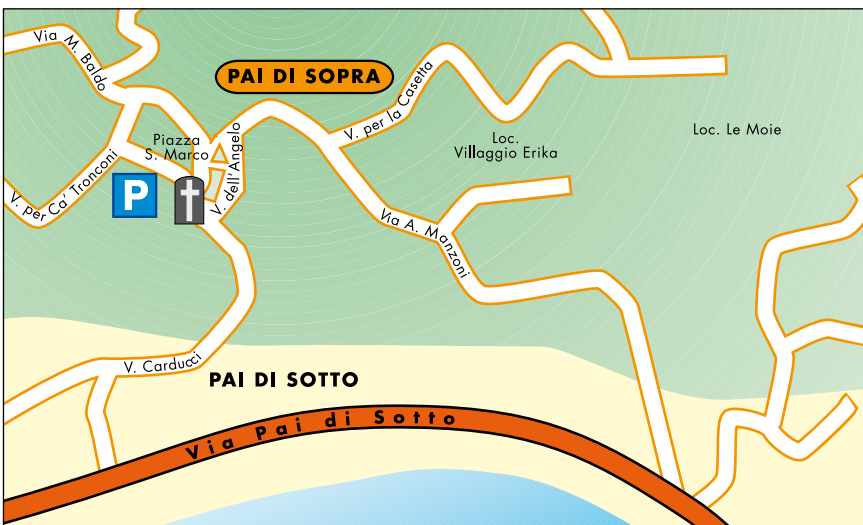 Via M. Baldo
PAI DI SOPRA
V. per la Casetta
Piazza
S. Marco
V. dell'Angelo
Loc.
Villaggio Erika
Loc. Le Moie
V. per Ca' Tronconi
P
Via A. Manzoni
V. Carducci
PAI DI SOTTO
Via Pai di Sotto